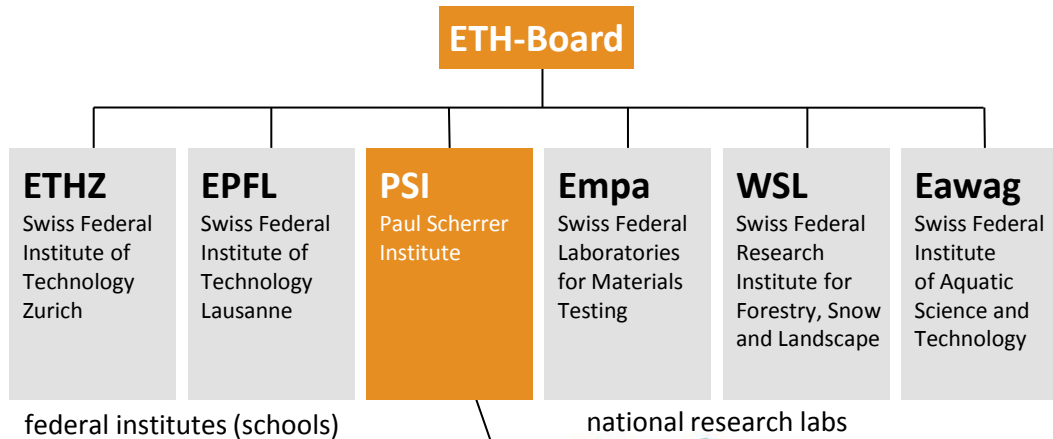 ETH-Board
ETHZ
Swiss Federal
Institute of
Technology
Zurich
EPFL
Swiss Federal
Institute of
Technology
Lausanne
PSI
Paul Scherrer
Institute
Empa
Swiss Federal
Laboratories
for Materials
Testing
WSL
Swiss Federal
Research
Institute for
Forestry, Snow
and Landscape
Eawag
Swiss Federal
Institute
of Aquatic
Science and
Technology
federal institutes (schools)
national research labs